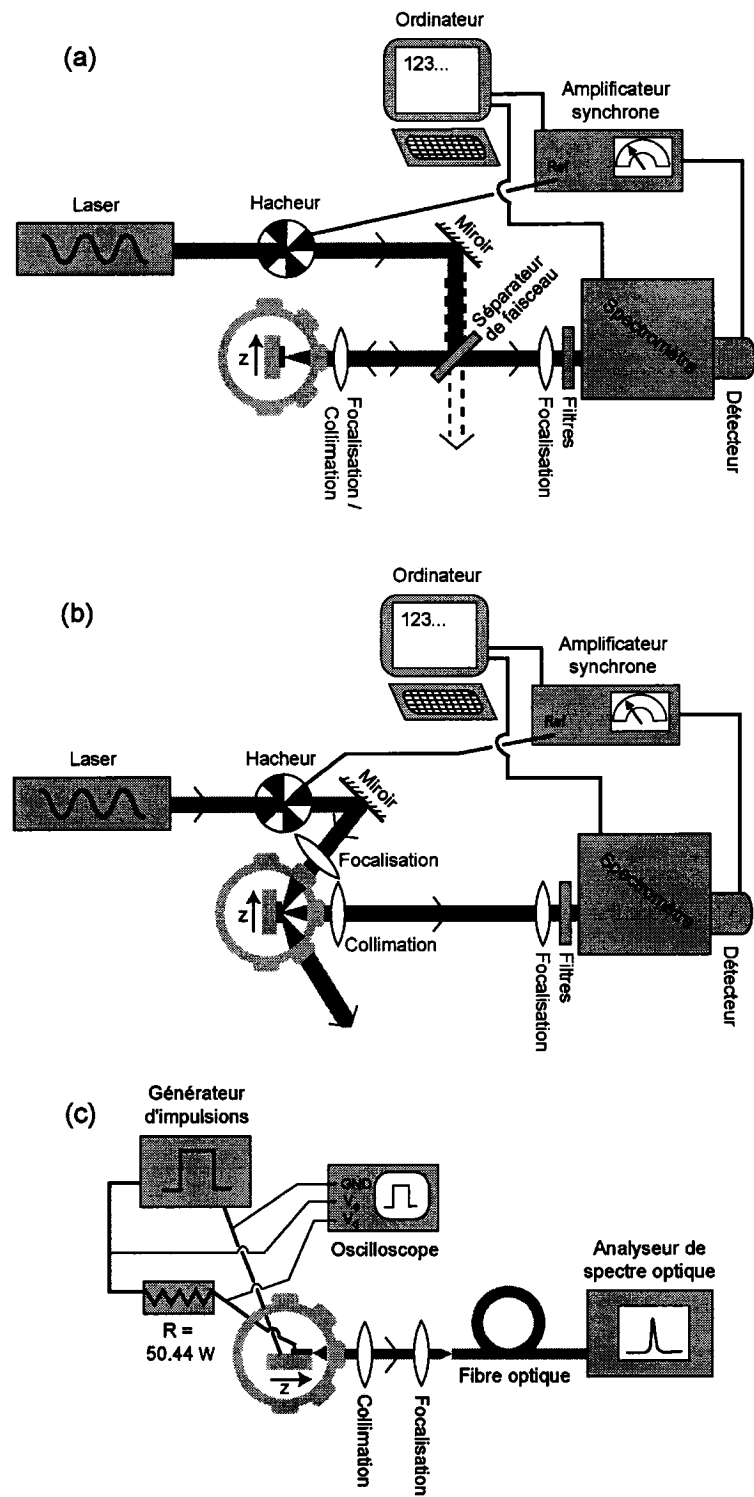 (a)
Ordinateur
123...
Amplificateur
synchrone
Ref
Laser
Hacheur
Miroir
Séparateur
de faisceau
Spectromètre
z
Focalisation /
Collimation
Focalisation
Filtres
Détecteur
(b)
Ordinateur
123...
Amplificateur
synchrone
Ref
Laser
Hacheur
Miroir
Focalisation
Spectromètre
z
Collimation
Focalisation
Filtres
Détecteur
(c)
Générateur
d'impulsions
GND
Oscilloscope
Analyseur de
spectre optique
R =
50.44 W
z
Fibre optique
Collimation
Focalisation